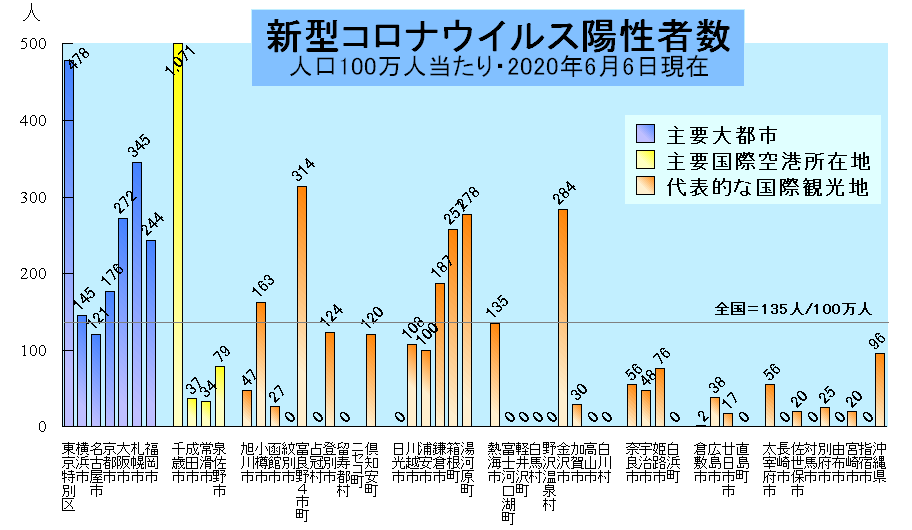 新型コロナウイルス陽性者数
人口100万人当たり・2020年6月6日現在
人
500
400
300
200
100
0
主要大都市
主要国際空港所在地
代表的な国際観光地
全国＝135人/100万人
478
145
121
176
272
345
244
1,071
37
34
79
47
163
27
0
314
0
124
0
120
0
108
100
187
257
278
135
0
0
0
0
284
30
0
0
56
48
76
0
2
38
17
0
56
0
20
0
25
0
20
0
96
東京特別区
横浜市
名古屋市
京都市
大阪市
札幌市
福岡市
千歳市
成田市
常滑市
泉佐野市
旭川市
小樽市
函館市
紋別市
富良野4市町
占冠村
登別市
留寿都村
ニセコ町
倶知安町
日光市
川越市
浦安市
鎌倉市
箱根町
湯河原町
熱海市
富士河口湖町
軽井沢町
白馬村
野沢温泉村
金沢市
加賀市
高山市
白川村
奈良市
宇治市
姫路市
白浜町
倉敷市
広島市
廿日市市
直島町
太宰府市
長崎市
佐世保市
対馬市
別府市
由布市
宮崎市
指宿市
沖縄県